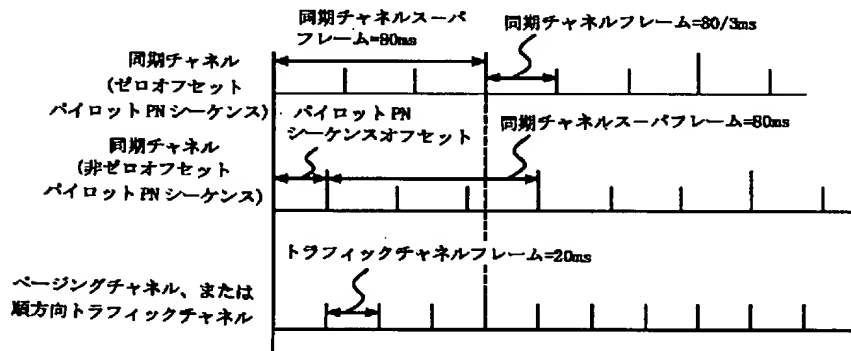 同期チャネルスーパ
フレーム=80ms
同期チャネルフレーム=80/3ms
同期チャネル
(ゼロオフセット
パイロットPNシーケンス)
パイロットPN
シーケンスオフセット
同期チャネルスーパフレーム=80ms
同期チャネル
(非ゼロオフセット
パイロットPNシーケンス)
トラフィックチャネルフレーム=20ms
ページングチャネル、または
順方向トラフィックチャネル